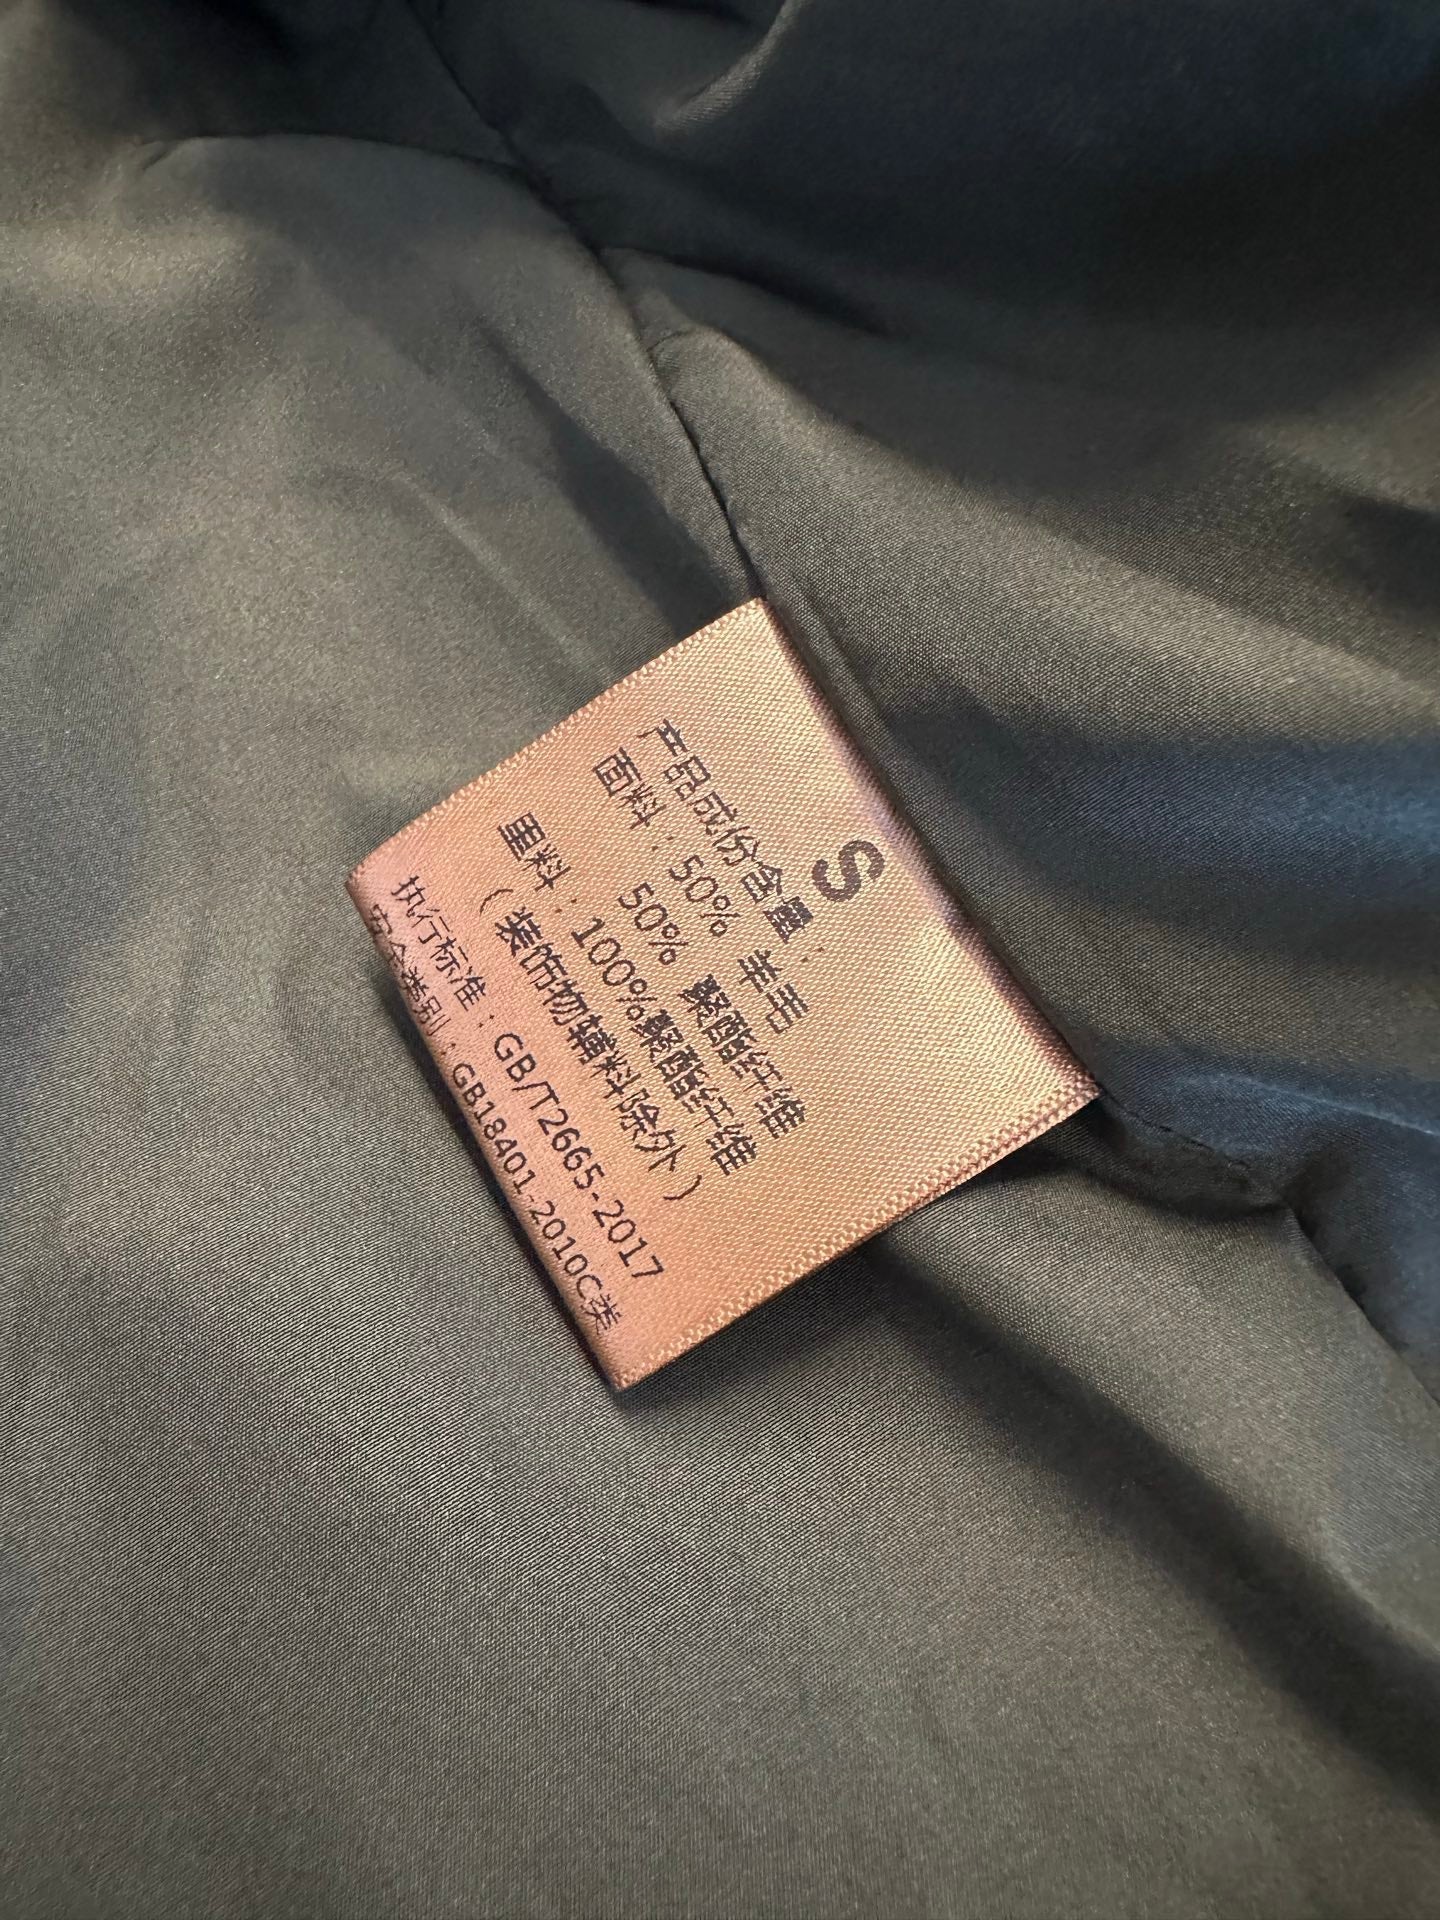 S
产品成份含量:
面料:50% 羊毛
50% 聚酯纤维
里料:100%聚酯纤维
(装饰物辅料除外)
执行标准:GB/T2665-2017
安全类别:GB18401-2010C类